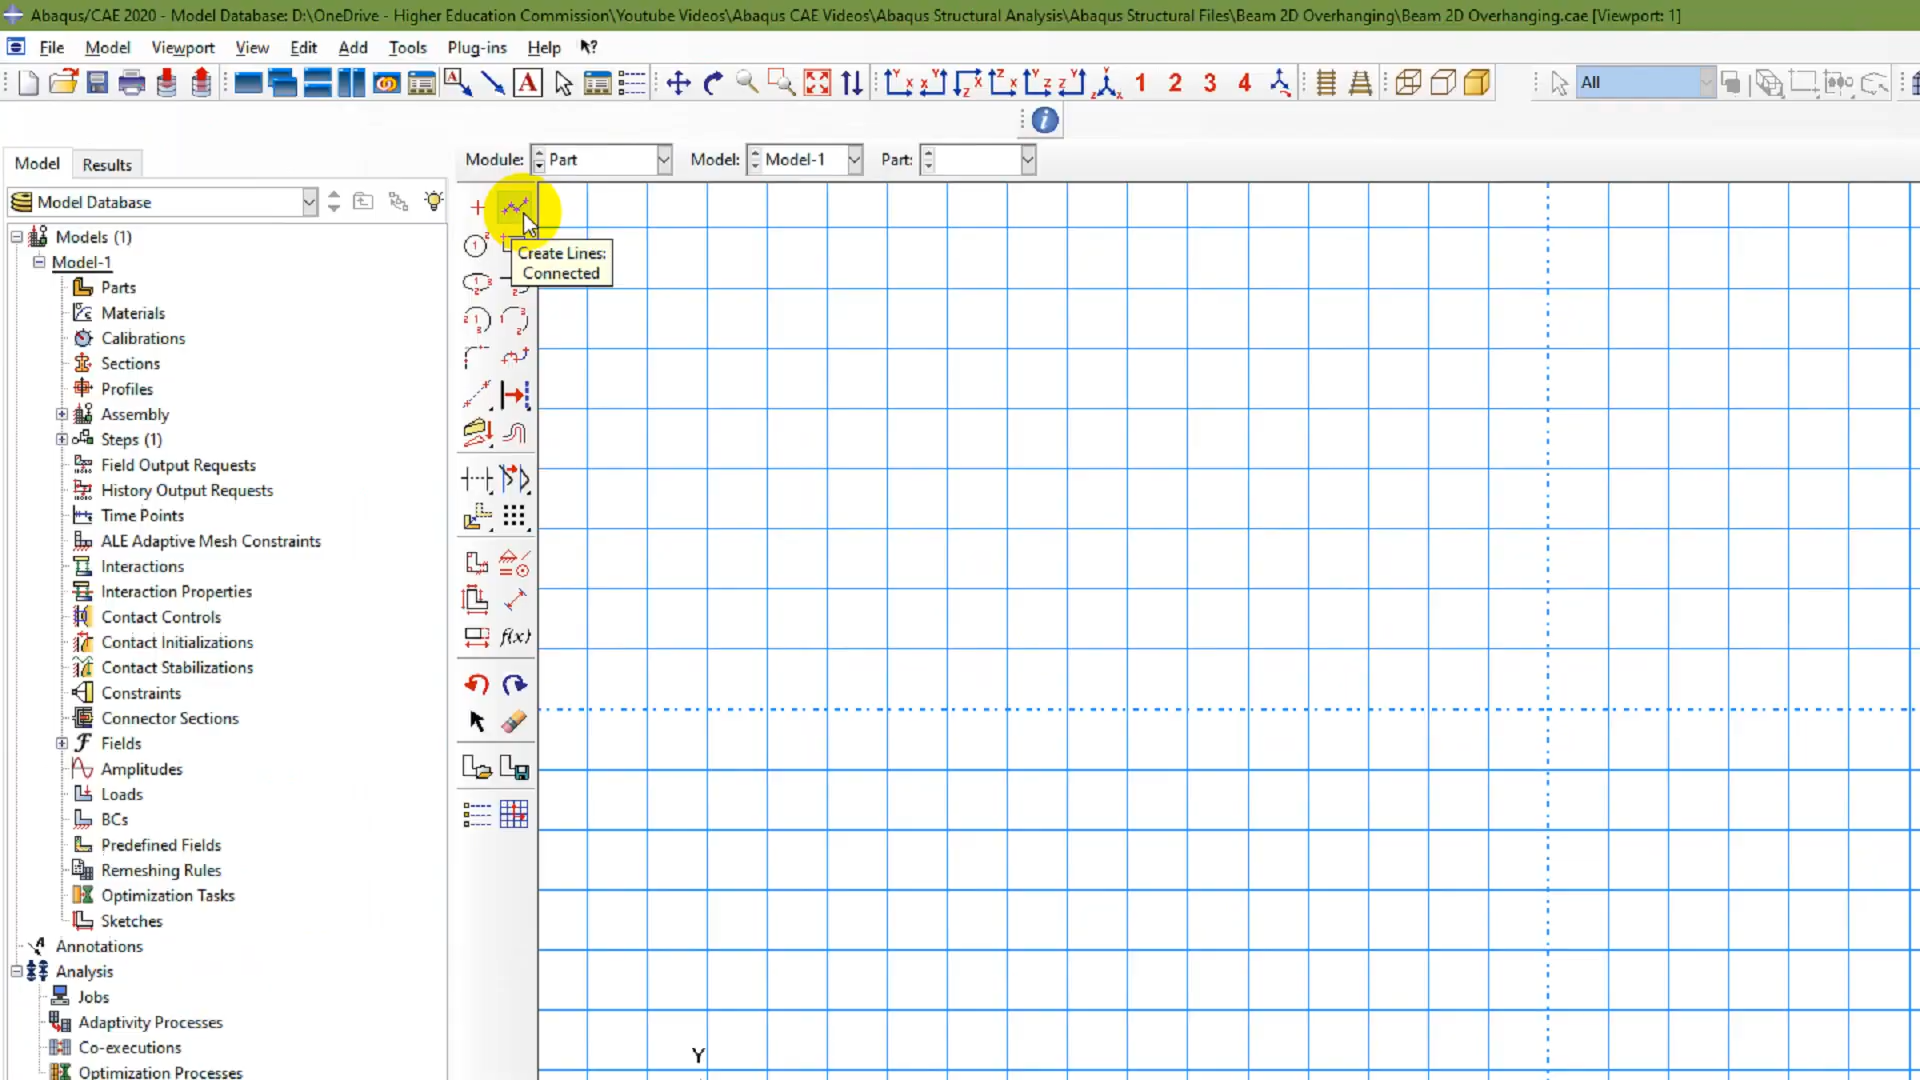 Abaqus/CAE 2020 - Model Database: D:\OneDrive - Higher Education Commission\Youtube Videos\Abaqus CAE Videos\Abaqus Structural Analysis\Abaqus Structural Files\Beam 2D Overhanging\Beam 2D Overhanging.cae [Viewport: 1]
File Model Viewport View Edit Add Tools Plug-ins Help
1 2 3 4 All
Model Results Module: Part Model: Model-1 Part:
Model Database
Models (1)
Model-1
Parts
Materials
Calibrations
Sections
Profiles
Assembly
Steps (1)
Field Output Requests
History Output Requests
Time Points
ALE Adaptive Mesh Constraints
Interactions
Interaction Properties
Contact Controls
Contact Initializations
Contact Stabilizations
Constraints
Connector Sections
Fields
Amplitudes
Loads
BCs
Predefined Fields
Remeshing Rules
Optimization Tasks
Sketches
Annotations
Analysis
Jobs
Adaptivity Processes
Co-executions
Optimization Processes
Create Lines:
Connected
f(x)
Y